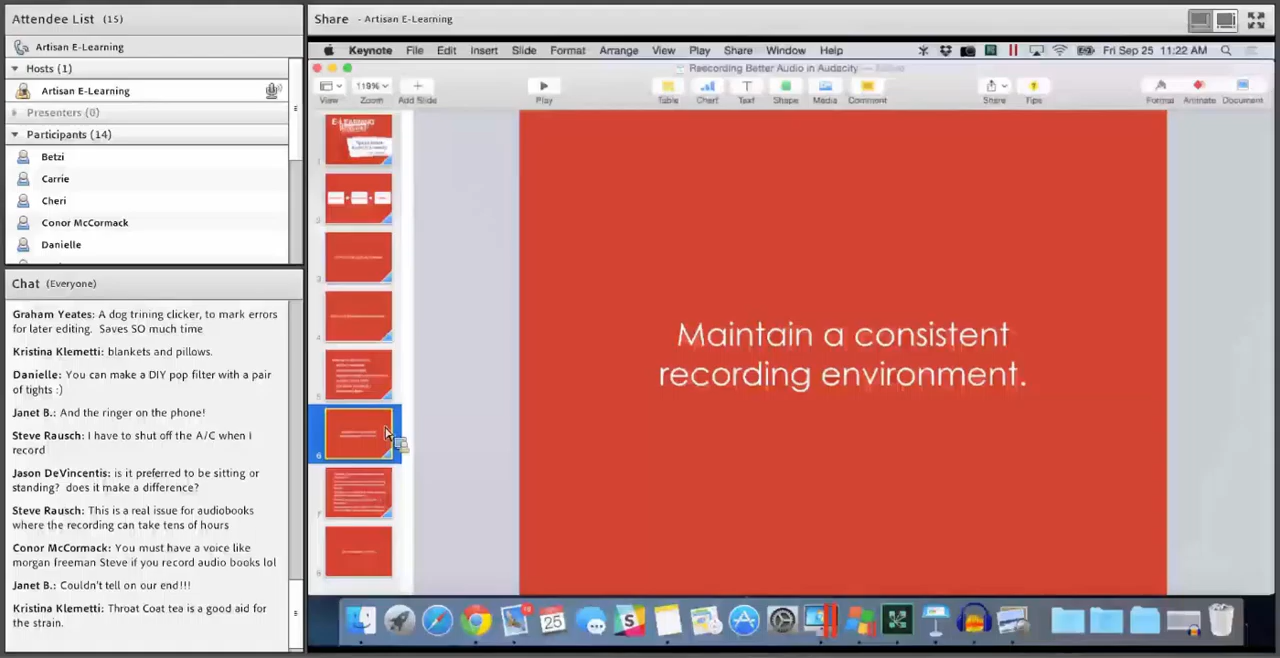 Attendee List (15)
Artisan E-Learning
Hosts (1)
Artisan E-Learning
Presenters (0)
Participants (14)
Betzi
Carrie
Cheri
Conor McCormack
Danielle
Chat (Everyone)
Graham Yeates: A dog trining clicker, to mark errors
for later editing. Saves SO much time
Kristina Klemetti: blankets and pillows.
Danielle: You can make a DIY pop filter with a pair
of tights :)
Janet B.: And the ringer on the phone!
Steve Rausch: I have to shut off the A/C when I
record
Jason DeVincentis: is it preferred to be sitting or
standing? does it make a difference?
Steve Rausch: This is a real issue for audiobooks
where the recording can take tens of hours
Conor McCormack: You must have a voice like
morgan freeman Steve if you record audio books lol
Janet B.: Couldn't tell on our end!!!
Kristina Klemetti: Throat Coat tea is a good aid for
the strain.
Share - Artisan E-Learning
Keynote File Edit Insert Slide Format Arrange View Play Share Window Help Fri Sep 25 11:22 AM
Reecording Better Audio in Audacity — Edited
119%
View Zoom Add Slide Play Table Chart Text Shape Media Comment Share Tips Format Animate Document
E-LEARNING
Maintain a consistent
recording environment.
25